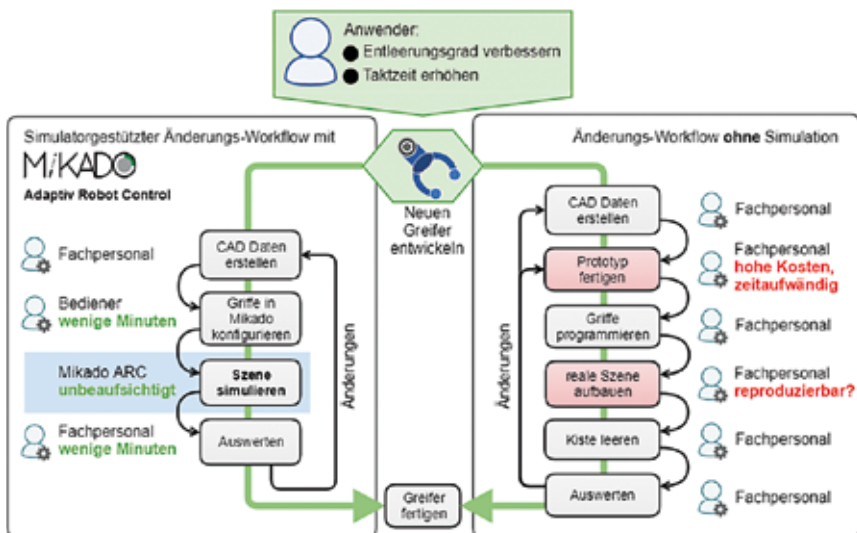 Anwender:
Entleerungsgrad verbessern
Taktzeit erhöhen
Simulatorgestützter Änderungs-Workflow mit
MiKADO
Adaptiv Robot Control
Fachpersonal
CAD Daten
erstellen
Bediener
wenige Minuten
Griffe in
Mikado
konfigurieren
Mikado ARC
unbeaufsichtigt
Szene
simulieren
Fachpersonal
wenige Minuten
Auswerten
Änderungen
Neuen
Greifer
entwickeln
Greifer
fertigen
Änderungs-Workflow ohne Simulation
CAD Daten
erstellen
Fachpersonal
Prototyp
fertigen
Fachpersonal
hohe Kosten,
zeitaufwändig
Griffe
programmieren
Fachpersonal
reale Szene
aufbauen
Fachpersonal
reproduzierbar?
Kiste leeren
Fachpersonal
Auswerten
Fachpersonal
Änderungen